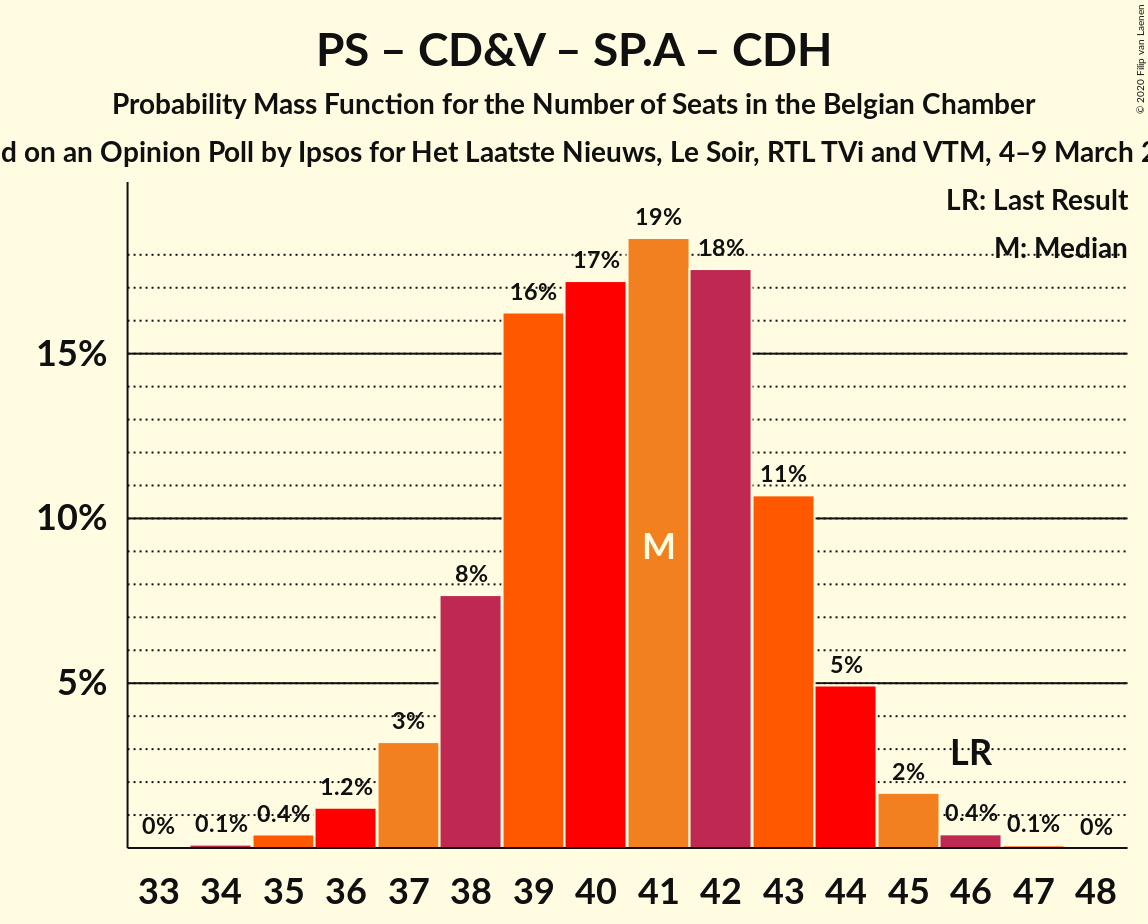 PS – CD&V – SP.A – CDH
Probability Mass Function for the Number of Seats in the Belgian Chamber
d on an Opinion Poll by Ipsos for Het Laatste Nieuws, Le Soir, RTL TVi and VTM, 4–9 March 2
© 2020 Filip van Laenen
LR: Last Result
M: Median
19%
18%
17%
16%
15%
11%
10%
M
8%
5%
5%
3%
LR
2%
1.2%
0%
0.1%
0.4%
0.4%
0.1%
0%
33 34 35 36 37 38 39 40 41 42 43 44 45 46 47 48